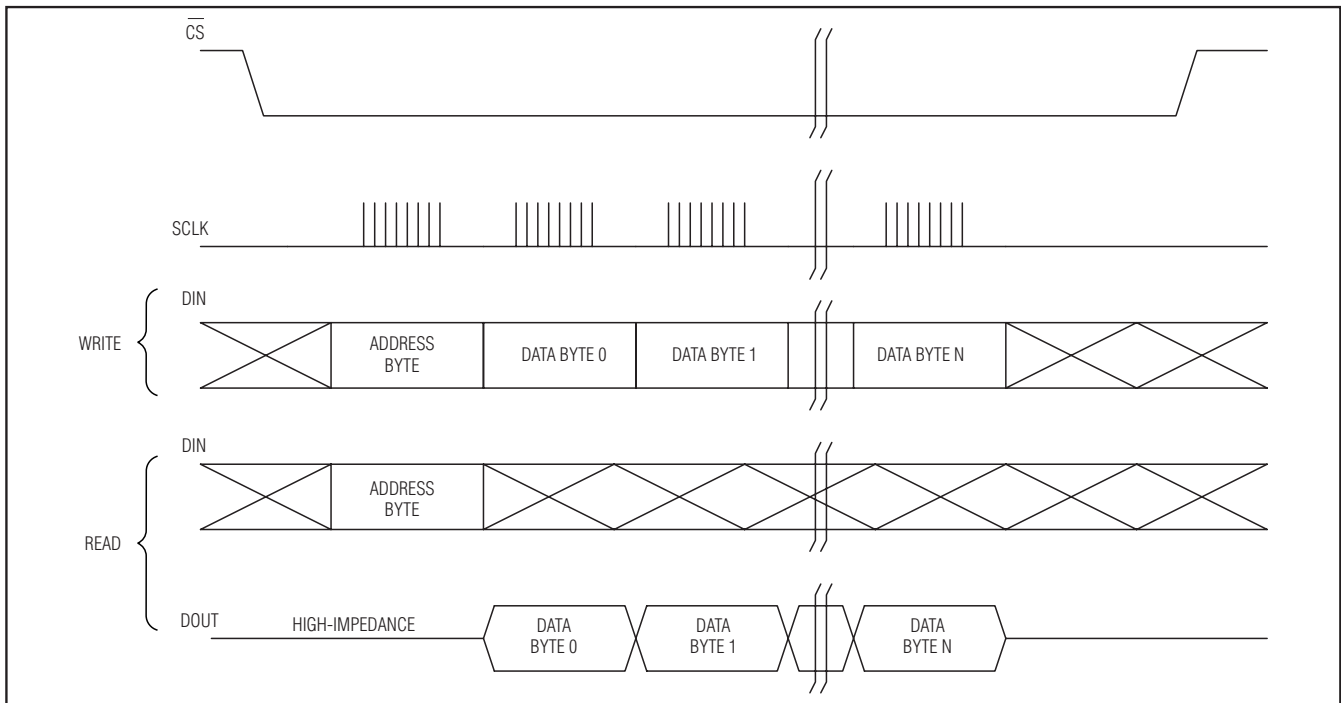 CS
SCLK
DIN
WRITE
ADDRESS
BYTE
DATA BYTE 0
DATA BYTE 1
DATA BYTE N
DIN
ADDRESS
BYTE
READ
DOUT
HIGH-IMPEDANCE
DATA
BYTE 0
DATA
BYTE 1
DATA
BYTE N